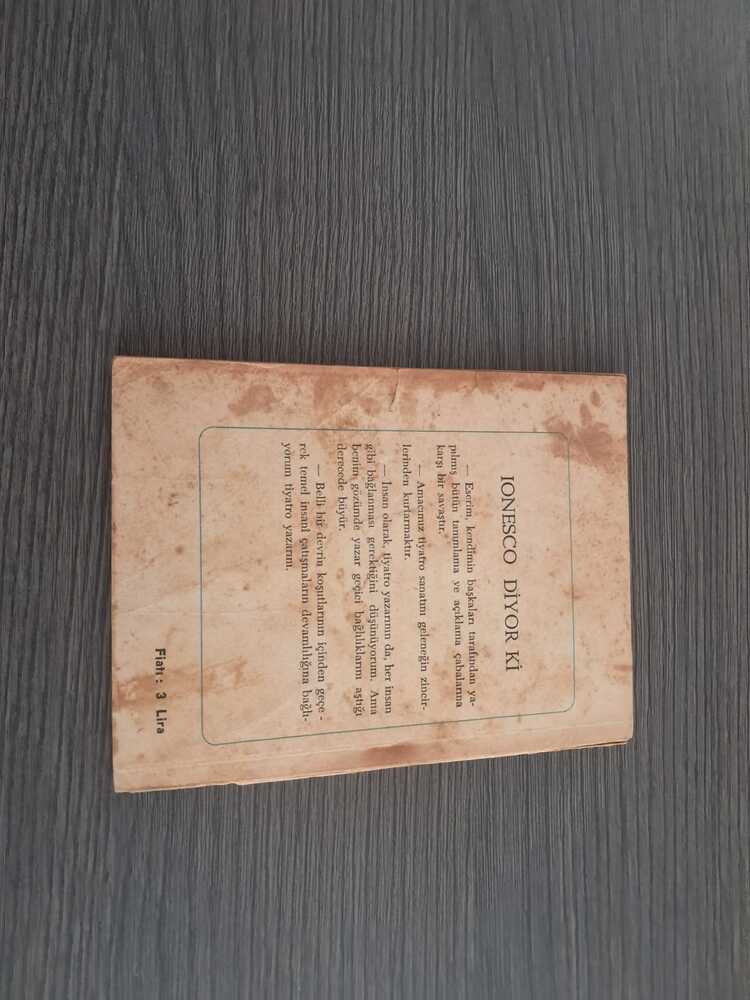 IONESCO DİYOR Kİ
— Eserim, kendimin başkaları tarafından ya-
pılmış bütün tanımlama ve açıklama çabalarına
karşı bir savaştır.
— Amacımız tiyatro sanatını geleneğin zincir-
lerinden kurtarmaktır.
— İnsan olarak, tiyatro yazarının da, her insan
gibi bağlanması gerektiğini düşünüyorum. Ama
benim gözümde yazar geçici bağlılıklarını aştığı
derecede büyür.
— Belli bir devrin koşutlarının içinden geçe-
rek temel insanî çatışmaların devamlılığına bağlı-
yorum tiyatro yazarını.
Fiatı : 3 Lira